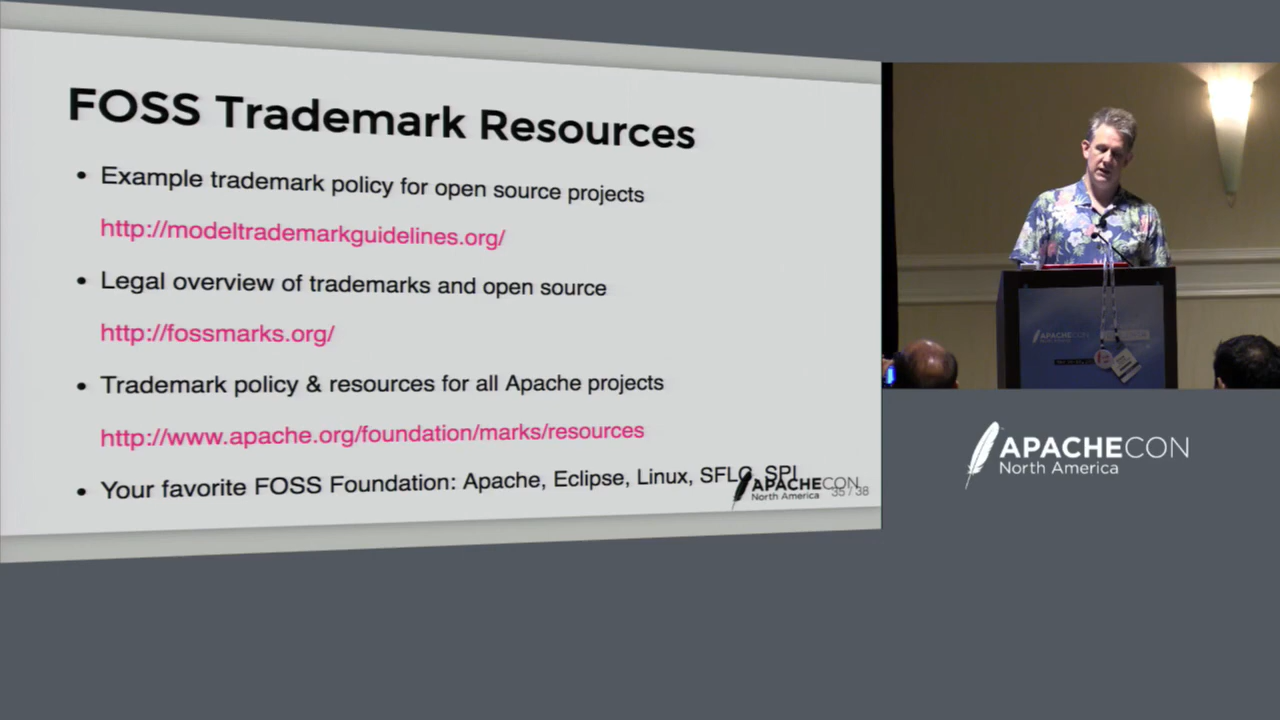 FOSS Trademark Resources
• Example trademark policy for open source projects
http://modeltrademarkguidelines.org/
• Legal overview of trademarks and open source
http://fossmarks.org/
• Trademark policy & resources for all Apache projects
http://www.apache.org/foundation/marks/resources
• Your favorite FOSS Foundation: Apache, Eclipse, Linux, SFLC, SPI
APACHECON
North America
35 / 38
APACHECON
APACHECON
North America